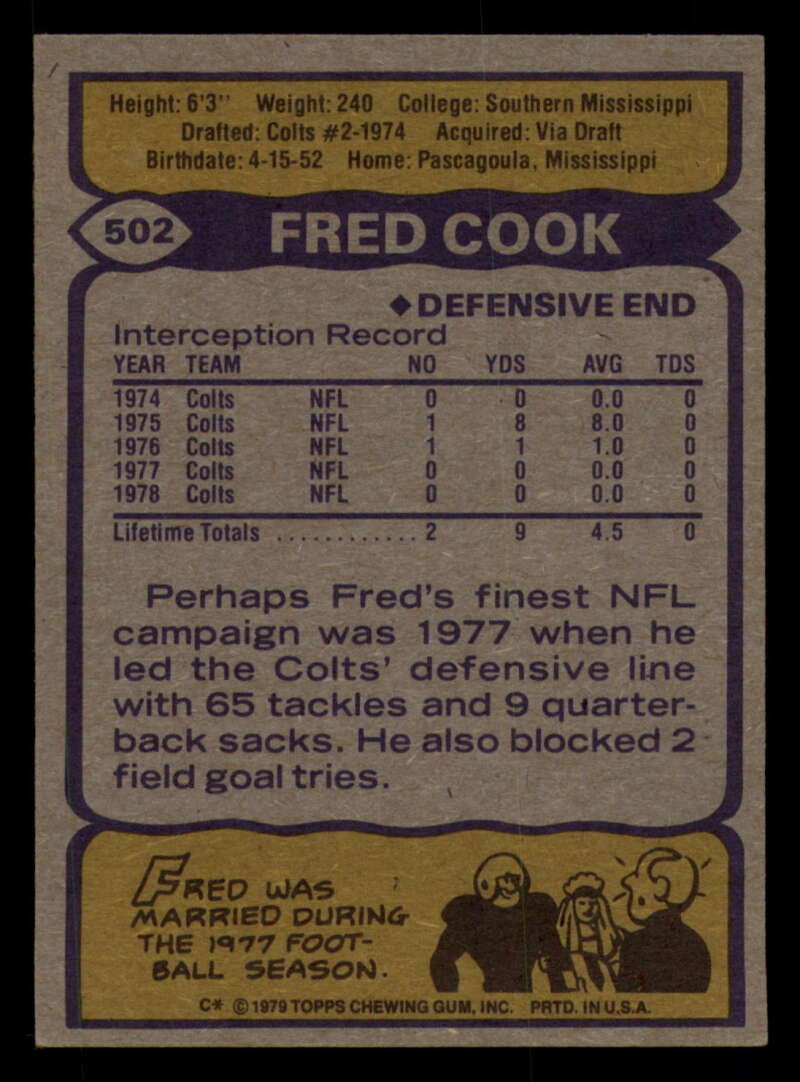 Height: 6'3" Weight: 240 College: Southern Mississippi
Drafted: Colts #2-1974 Acquired: Via Draft
Birthdate: 4-15-52 Home: Pascagoula, Mississippi
502 FRED COOK
◆DEFENSIVE END
Interception Record
YEAR TEAM NO YDS AVG TDS
1974 Colts NFL 0 0 0.0 0
1975 Colts NFL 1 8 8.0 0
1976 Colts NFL 1 1 1.0 0
1977 Colts NFL 0 0 0.0 0
1978 Colts NFL 0 0 0.0 0
Lifetime Totals ............ 2 9 4.5 0
Perhaps Fred's finest NFL
campaign was 1977 when he
led the Colts' defensive line
with 65 tackles and 9 quarter-
back sacks. He also blocked 2
field goal tries.
FRED WAS
MARRIED DURING
THE 1977 FOOT-
BALL SEASON.
C* © 1979 TOPPS CHEWING GUM, INC. PRTD. IN U.S.A.